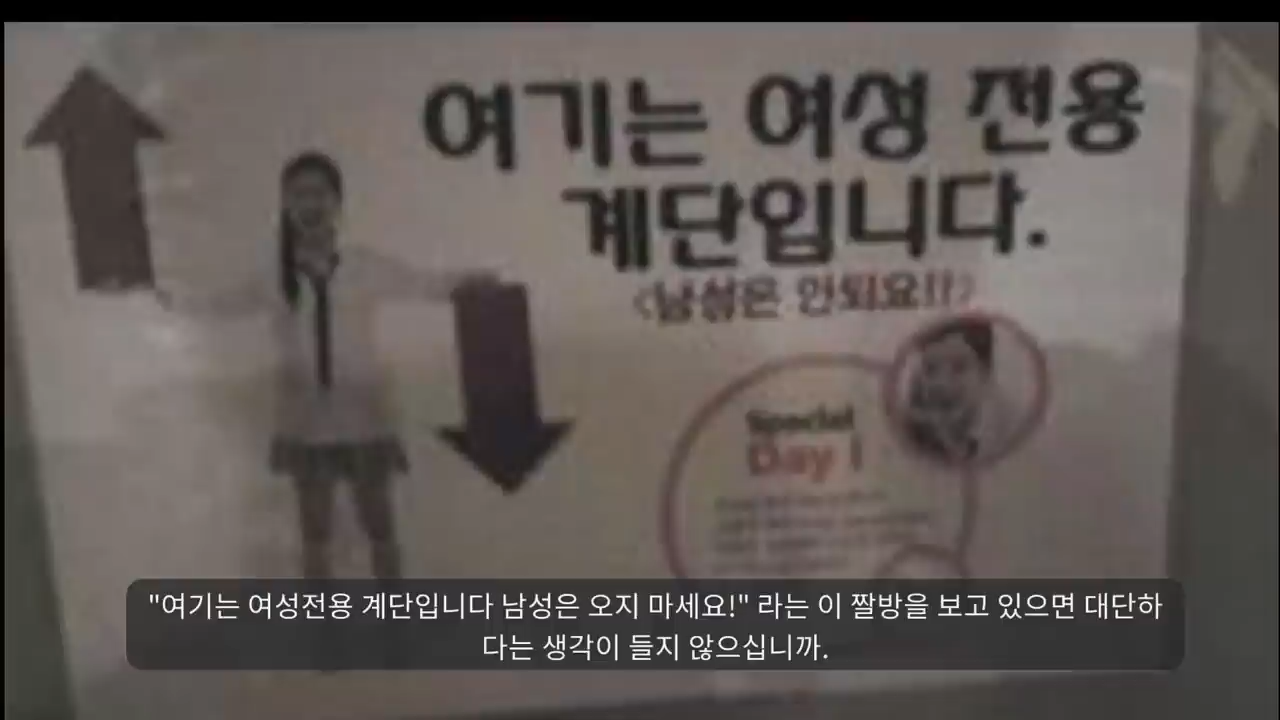 여기는 여성 전용
계단입니다.
<남성은 안되요!!>
Special
Day !
"여기는 여성전용 계단입니다 남성은 오지 마세요!" 라는 이 짤방을 보고 있으면 대단하
다는 생각이 들지 않으십니까.